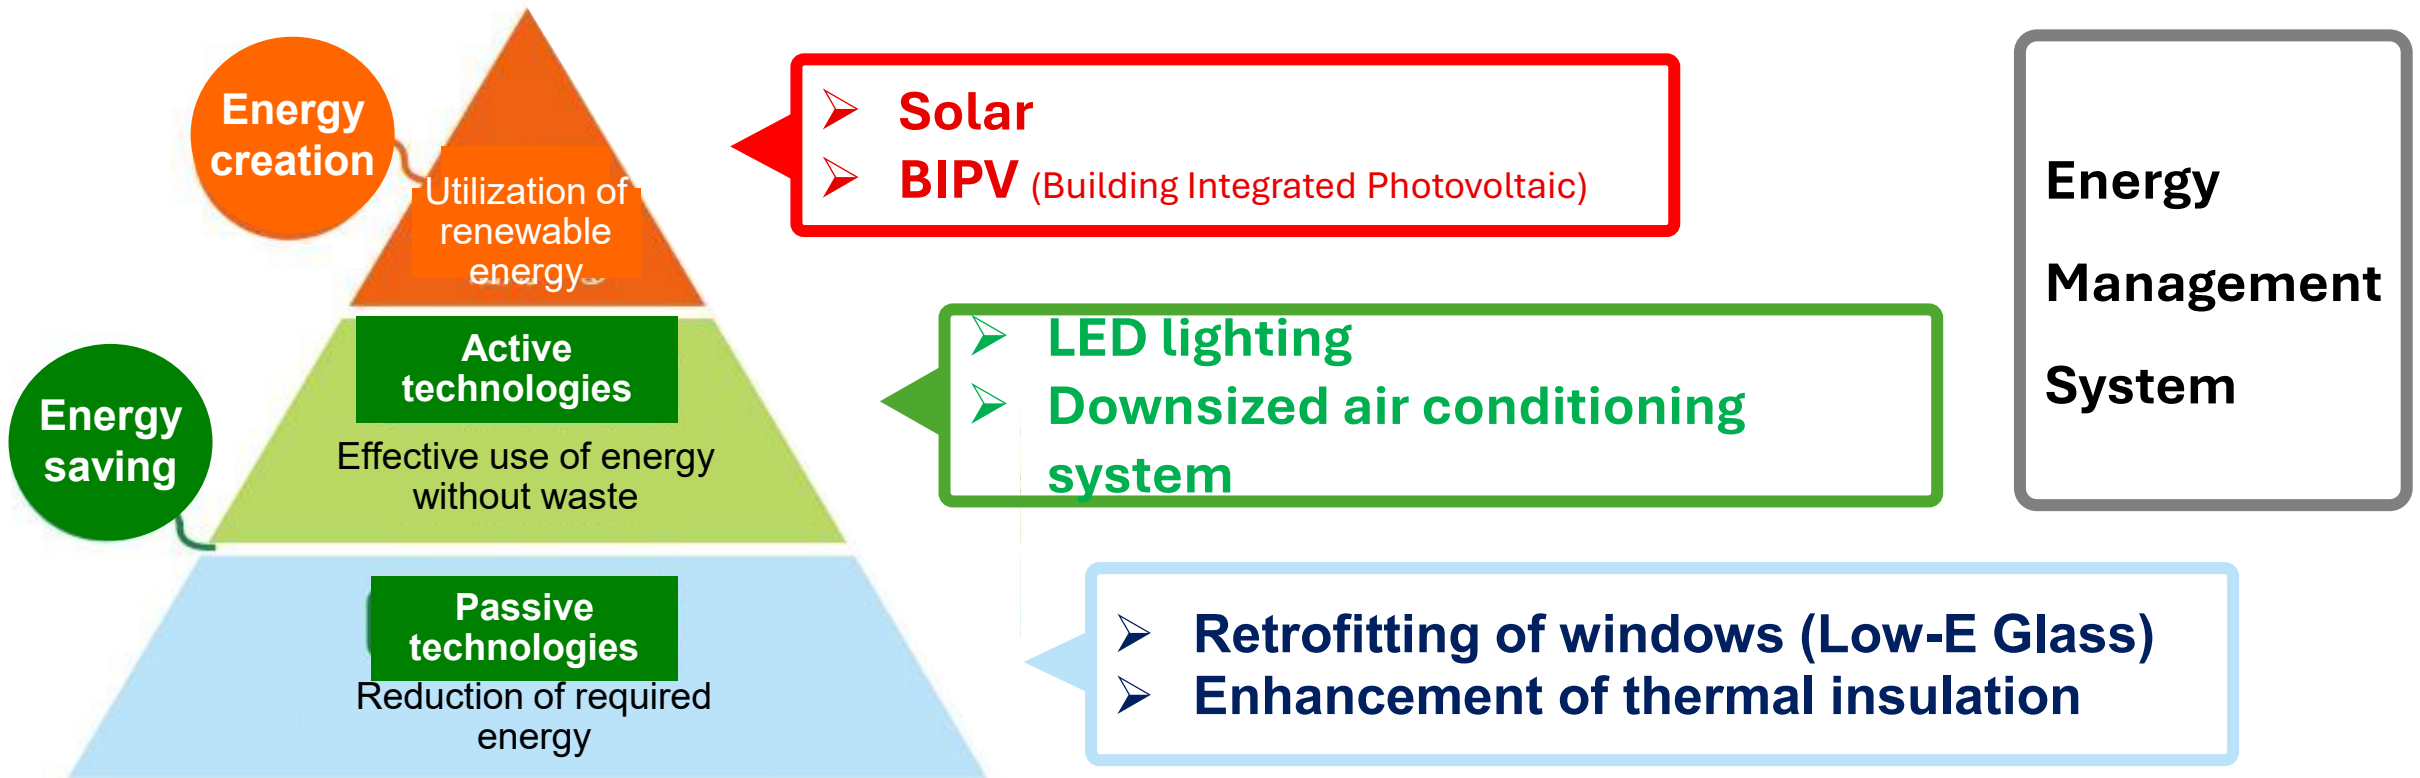 Energy
creation
Utilization of
renewable
energy
Solar
BIPV (Building Integrated Photovoltaic)
Energy
saving
Active
technologies
Effective use of energy
without waste
LED lighting
Downsized air conditioning
system
Passive
technologies
Reduction of required
energy
Retrofitting of windows (Low-E Glass)
Enhancement of thermal insulation
Energy
Management
System